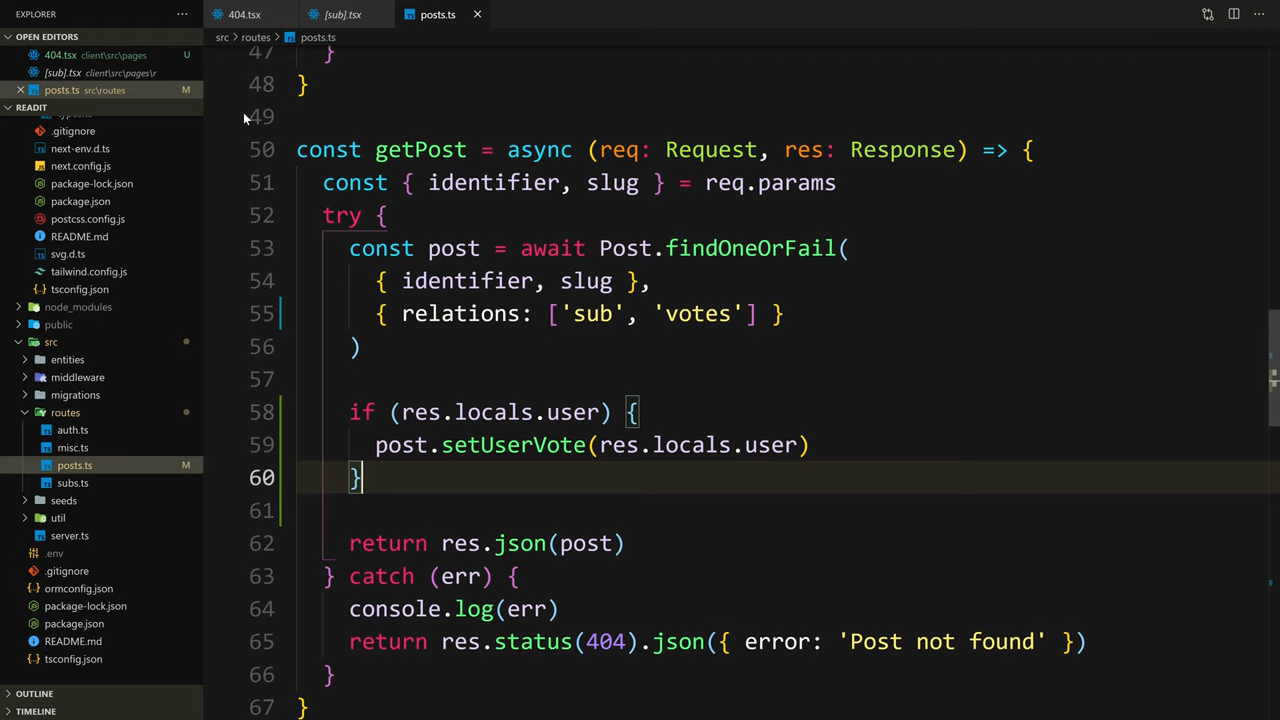 EXPLORER
···
404.tsx
[sub].tsx
posts.ts
···
OPEN EDITORS
404.tsx client\src\pages U
[sub].tsx client\src\pages\r
posts.ts src\routes M
READIT
.gitignore
next-env.d.ts
next.config.js
package-lock.json
package.json
postcss.config.js
README.md
svg.d.ts
tailwind.config.js
tsconfig.json
node_modules
public
src
entities
middleware
migrations
routes
auth.ts
misc.ts
posts.ts M
subs.ts
seeds
util
server.ts
.env
.gitignore
ormconfig.json
package-lock.json
package.json
README.md
tsconfig.json
OUTLINE
TIMELINE
src > routes > posts.ts
47 }
48 }
49
50 const getPost = async (req: Request, res: Response) => {
51 const { identifier, slug } = req.params
52 try {
53 const post = await Post.findOneOrFail(
54 { identifier, slug },
55 { relations: ['sub', 'votes'] }
56 )
57
58 if (res.locals.user) {
59 post.setUserVote(res.locals.user)
60 }
61
62 return res.json(post)
63 } catch (err) {
64 console.log(err)
65 return res.status(404).json({ error: 'Post not found' })
66 }
67 }